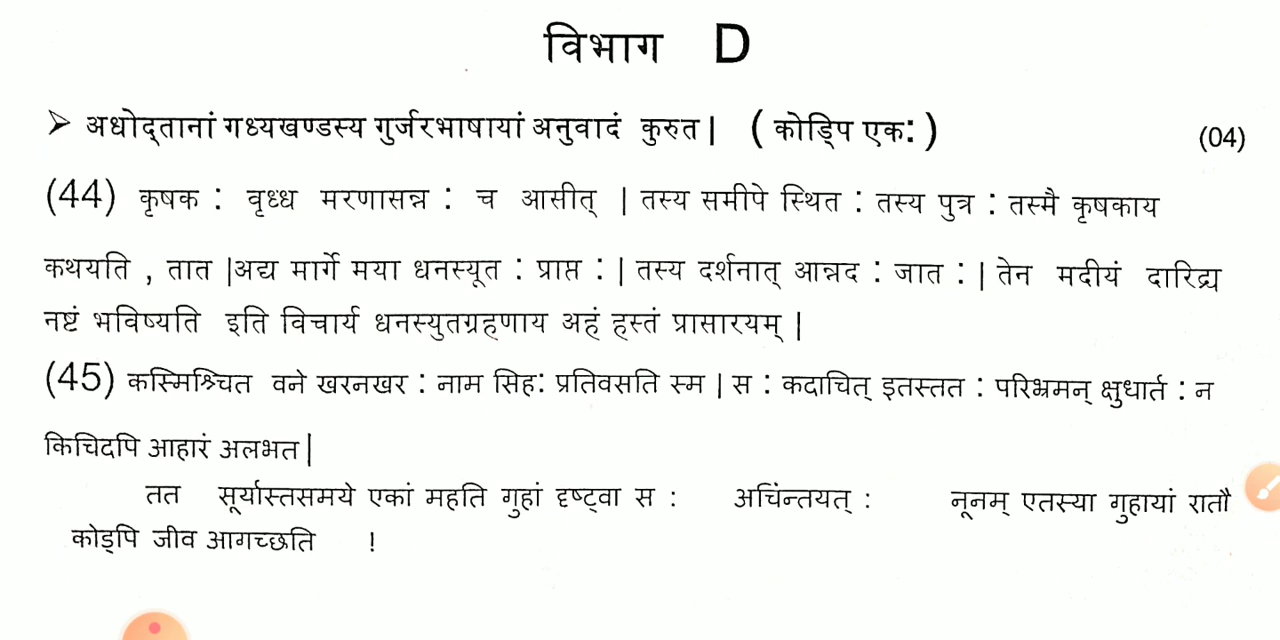 विभाग D
➢ अधोद्तानां गध्यखण्डस्य गुर्जरभाषायां अनुवादं कुरुत | ( कोड्पि एक: ) (04)
(44) कृषक : वृध्ध मरणासन्न : च आसीत् | तस्य समीपे स्थित : तस्य पुत्र : तस्मै कृषकाय
कथयति , तात |अद्य मार्गे मया धनस्यूत : प्राप्त : | तस्य दर्शनात् आन्नद : जात : | तेन मदीयं दारिद्र्य
नष्टं भविष्यति इति विचार्य धनस्युतग्रहणाय अहं हस्तं प्रासारयम् |
(45) कस्मिश्चित वने खरनखर : नाम सिह: प्रतिवसति स्म | स : कदाचित् इतस्तत : परिभ्रमन् क्षुधार्त : न
किचिदपि आहारं अलभत |
तत सूर्यास्तसमये एकां महति गुहां दृष्ट्वा स : अचिंन्तयत् : नूनम् एतस्या गुहायां रातौ
कोड्पि जीव आगच्छति !